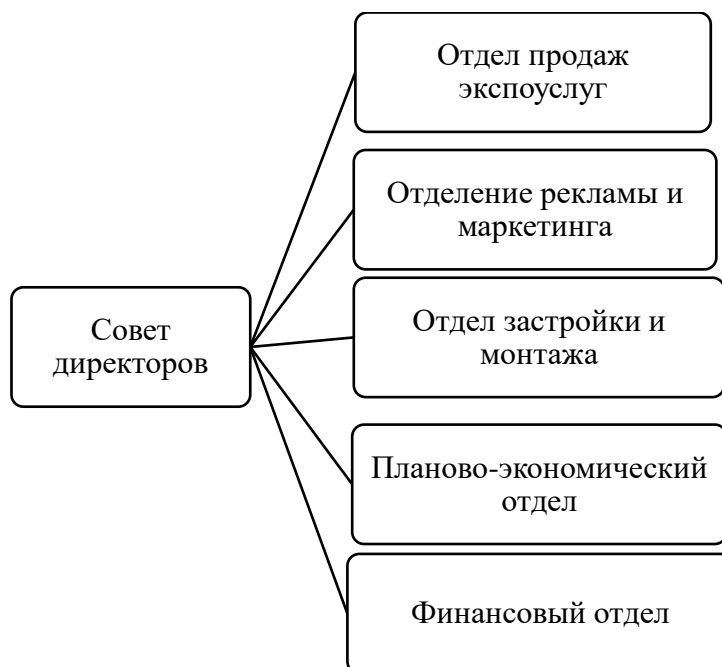 Отдел продаж
экспоуслуг
Отделение рекламы и
маркетинга
Совет
директоров
Отдел застройки и
монтажа
Планово-экономический
отдел
Финансовый отдел